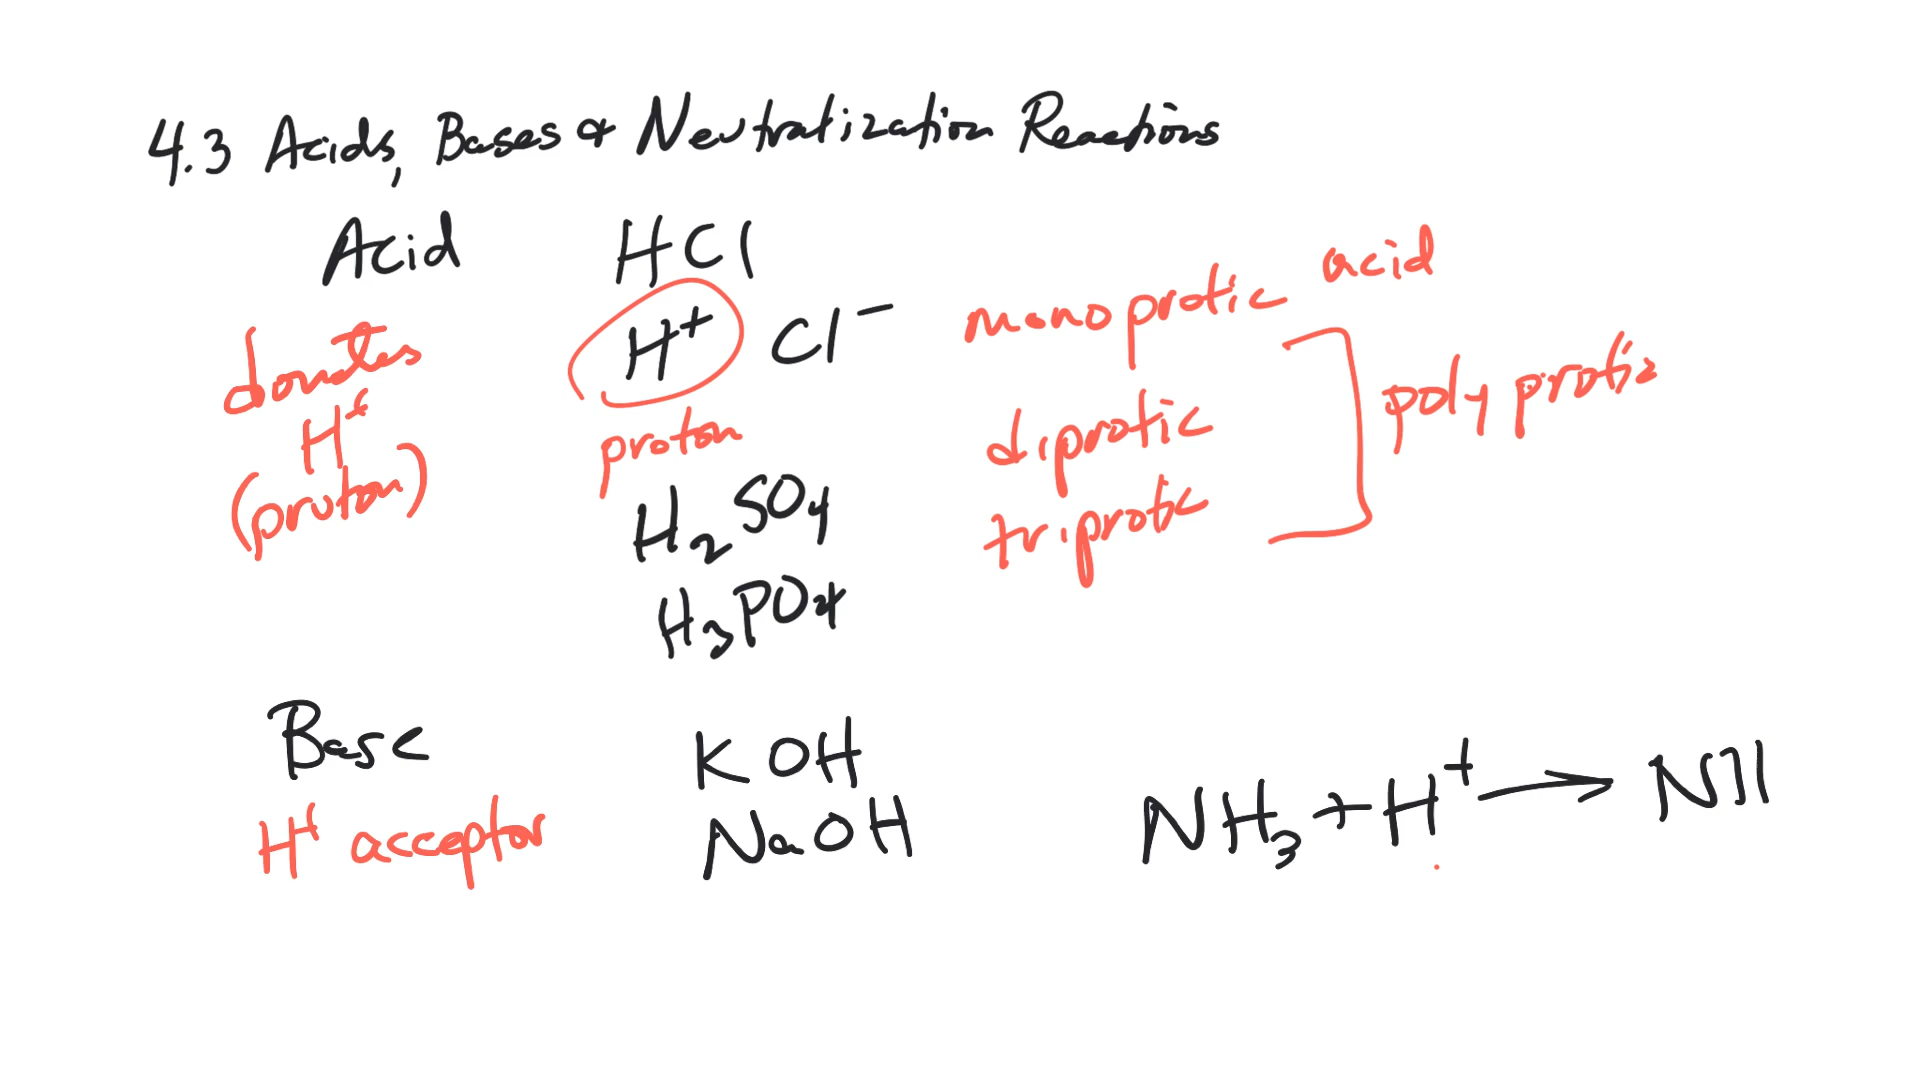 4.3 Acids, Bases & Neutralization Reactions
Acid HCl
H⁺ Cl⁻ monoprotic acid
donates H⁺ (proton)
proton
diprotic
polyprotic
H₂SO₄
triprotic
H₃PO₄
Base KOH
NH₃ + H⁺ → N
H⁺ acceptor NaOH